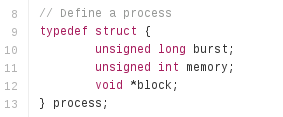 8 // Define a process
9 typedef struct {
10         unsigned long burst;
11         unsigned int memory;
12         void *block;
13 } process;